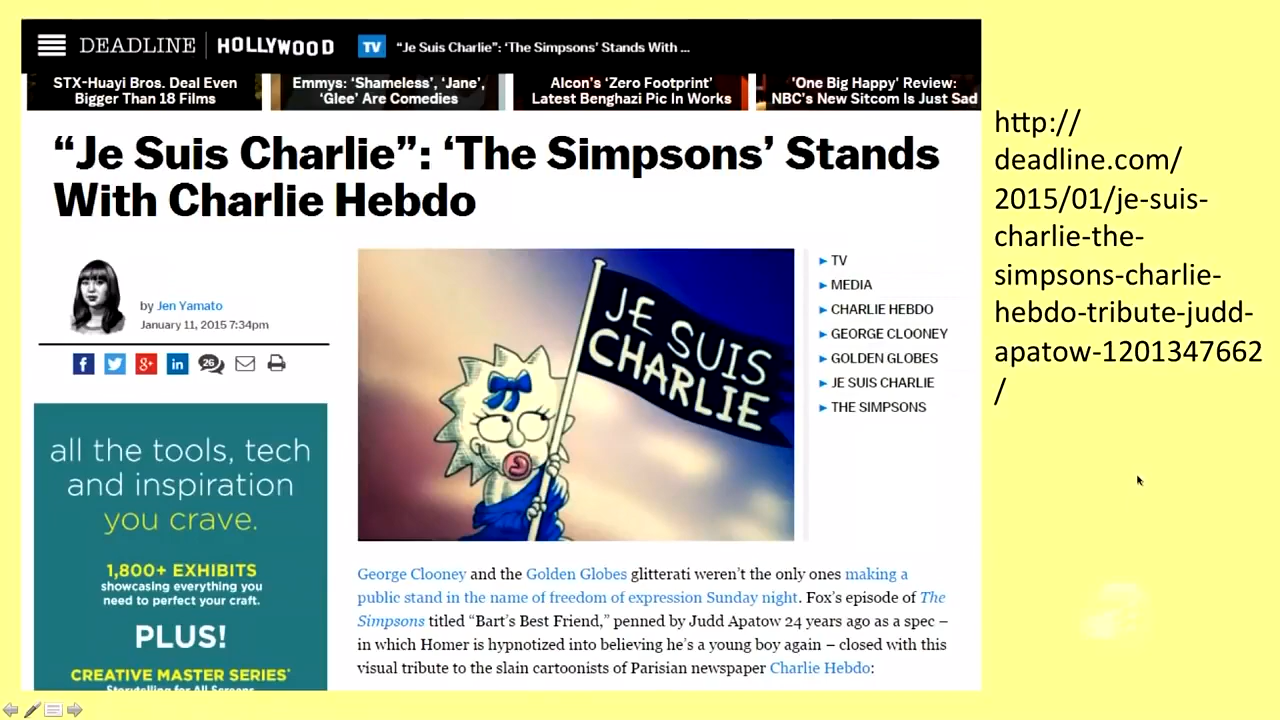 DEADLINE HOLLYWOOD TV “Je Suis Charlie”: ‘The Simpsons’ Stands With ...
STX-Huayi Bros. Deal Even
Bigger Than 18 Films
Emmys: ‘Shameless’, ‘Jane’,
‘Glee’ Are Comedies
Alcon’s ‘Zero Footprint’
Latest Benghazi Pic In Works
'One Big Happy' Review:
NBC’s New Sitcom Is Just Sad
“Je Suis Charlie”: ‘The Simpsons’ Stands
With Charlie Hebdo
by Jen Yamato
January 11, 2015 7:34pm
26
all the tools, tech
and inspiration
you crave.
1,800+ EXHIBITS
showcasing everything you
need to perfect your craft.
PLUS!
CREATIVE MASTER SERIES*
Storytelling for All Screens
JE SUIS
CHARLIE
TV
MEDIA
CHARLIE HEBDO
GEORGE CLOONEY
GOLDEN GLOBES
JE SUIS CHARLIE
THE SIMPSONS
George Clooney and the Golden Globes glitterati weren’t the only ones making a
public stand in the name of freedom of expression Sunday night. Fox’s episode of The
Simpsons titled “Bart’s Best Friend,” penned by Judd Apatow 24 years ago as a spec –
in which Homer is hypnotized into believing he’s a young boy again – closed with this
visual tribute to the slain cartoonists of Parisian newspaper Charlie Hebdo:
http://
deadline.com/
2015/01/je-suis-
charlie-the-
simpsons-charlie-
hebdo-tribute-judd-
apatow-1201347662
/